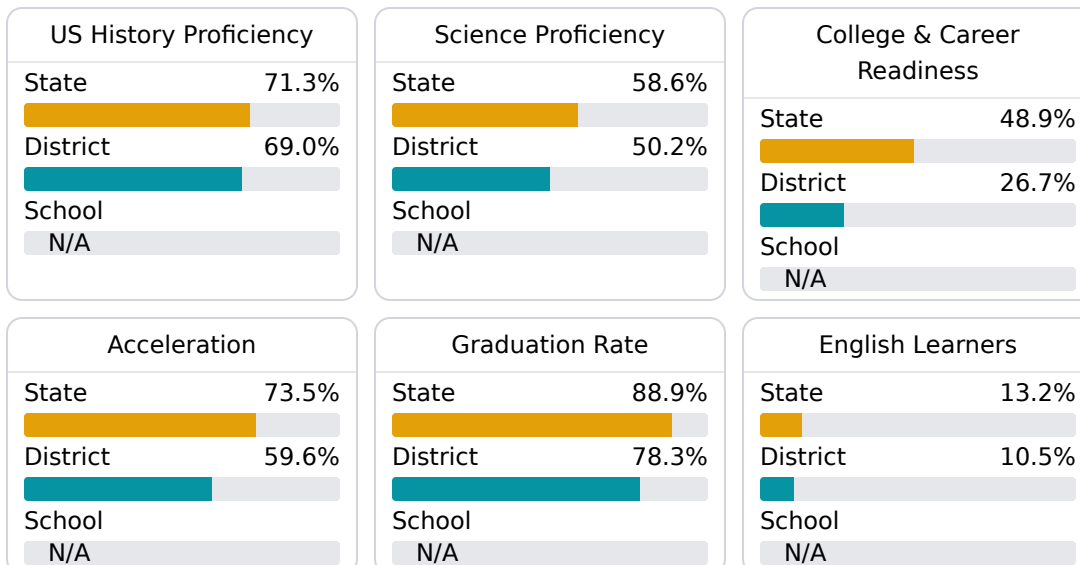 US History Proficiency
State 71.3%
District 69.0%
School
N/A
Science Proficiency
State 58.6%
District 50.2%
School
N/A
College & Career
Readiness
State 48.9%
District 26.7%
School
N/A
Acceleration
State 73.5%
District 59.6%
School
N/A
Graduation Rate
State 88.9%
District 78.3%
School
N/A
English Learners
State 13.2%
District 10.5%
School
N/A